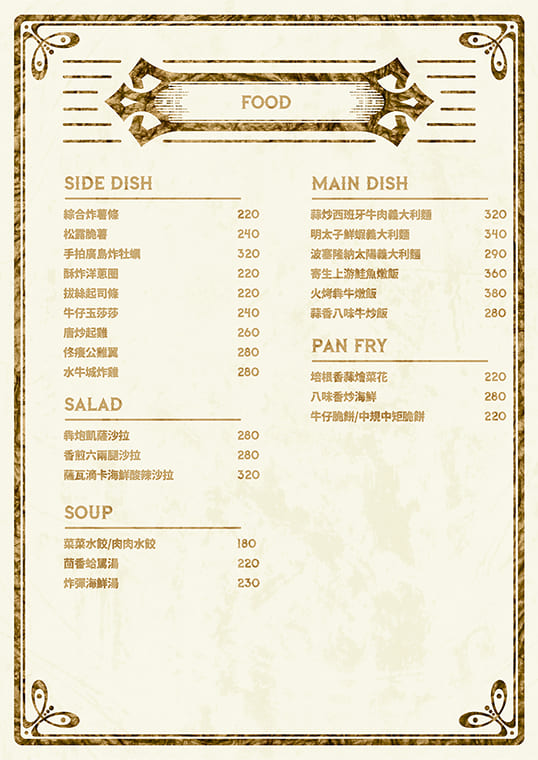 FOOD
SIDE DISH
綜合炸薯條 220
松露脆薯 240
手拍廣島炸牡蠣 320
酥炸洋蔥圈 220
拔絲起司條 220
牛仔玉莎莎 240
唐炒起雞 260
侉癢公雞翼 280
水牛城炸雞 280
SALAD
犇炮凱薩沙拉 280
香煎六兩腿沙拉 280
薩瓦滴卡海鮮酸辣沙拉 320
SOUP
菜菜水餃/肉肉水餃 180
茴香蛤蠣湯 220
炸彈海鮮湯 230
MAIN DISH
蒜炒西班牙牛肉義大利麵 320
明太子鮮蝦義大利麵 340
波塞隆納太陽義大利麵 290
寄生上游鮭魚燉飯 360
火烤犇牛燉飯 380
蒜香八味牛炒飯 280
PAN FRY
培根香蒜燴菜花 220
八味香炒海鮮 280
牛仔脆餅/中規中矩脆餅 220